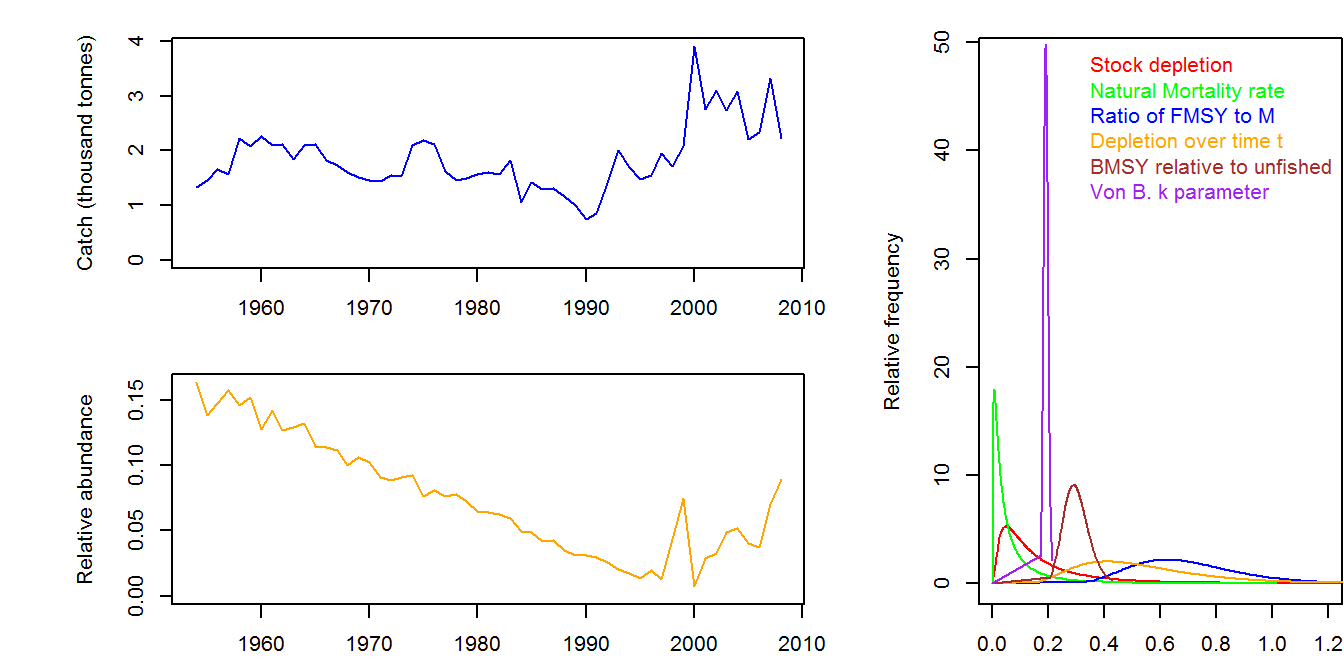 Catch (thousand tonnes)
4
3
2
1
0
1960 1970 1980 1990 2000 2010
Relative abundance
0.15
0.10
0.05
0.00
1960 1970 1980 1990 2000 2010
Relative frequency
50
40
30
20
10
0
Stock depletion
Natural Mortality rate
Ratio of FMSY to M
Depletion over time t
BMSY relative to unfished
Von B. k parameter
0.0 0.2 0.4 0.6 0.8 1.0 1.2